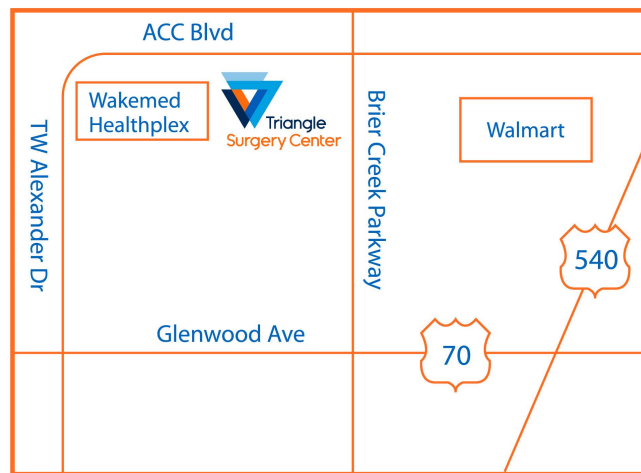 ACC Blvd
Wakemed
Healthplex
Triangle
Surgery Center
TW Alexander Dr
Brier Creek Parkway
Walmart
540
Glenwood Ave
70